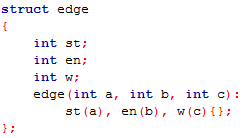 struct edge
{
    int st;
    int en;
    int w;
    edge(int a, int b, int c):
        st(a), en(b), w(c){};
};